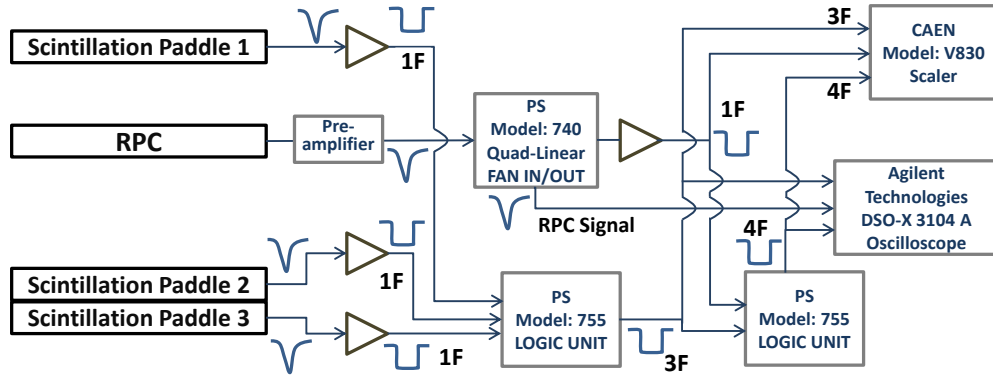 Scintillation Paddle 1
1F
3F
CAEN
Model: V830
Scaler
4F
RPC
Pre-
amplifier
PS
Model: 740
Quad-Linear
FAN IN/OUT
1F
RPC Signal
Agilent
Technologies
DSO-X 3104 A
Oscilloscope
4F
Scintillation Paddle 2
1F
Scintillation Paddle 3
1F
PS
Model: 755
LOGIC UNIT
3F
PS
Model: 755
LOGIC UNIT